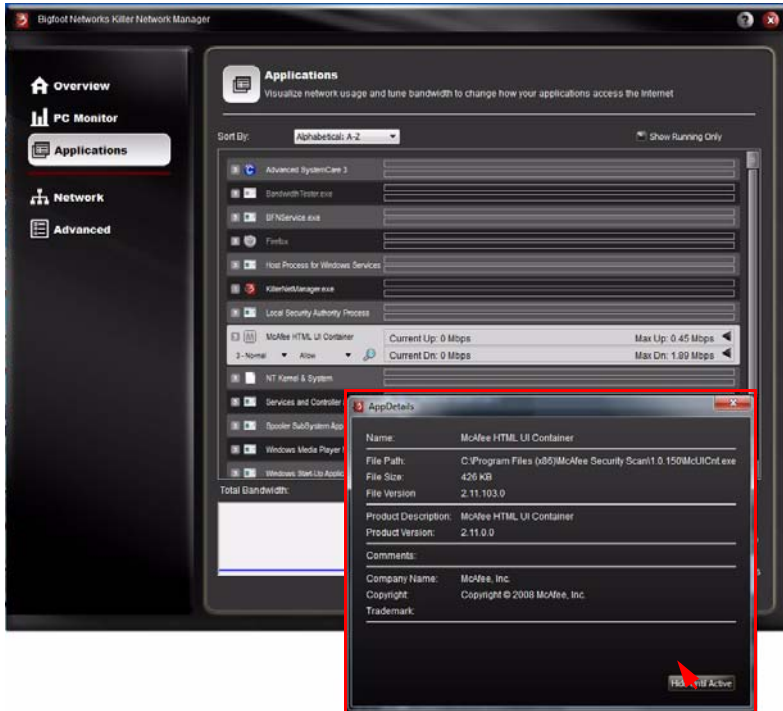 Bigfoot Networks Killer Network Manager
Overview
PC Monitor
Applications
Network
Advanced
Applications
Visualize network usage and tune bandwidth to change how your applications access the Internet
Sort By: Alphabetical: A-Z Show Running Only
Advanced SystemCare 3
BandwidthTester.exe
BFNService.exe
Firefox
Host Process for Windows Services
KillerNetManager.exe
Local Security Authority Process
McAfee HTML UI Container Current Up: 0 Mbps Max Up: 0.45 Mbps
3 - Normal Allow Current Dn: 0 Mbps Max Dn: 1.89 Mbps
NT Kernel & System
Services and Controller
Spooler SubSystem App
Windows Media Player
Windows Start-Up Applic
Total Bandwidth:
AppDetails
Name: McAfee HTML UI Container
File Path: C:\Program Files (x86)\McAfee Security Scan\1.0.150\McUICnt.exe
File Size: 426 KB
File Version 2.11.103.0
Product Description: McAfee HTML UI Container
Product Version: 2.11.0.0
Comments:
Company Name: McAfee, Inc.
Copyright: Copyright © 2008 McAfee, Inc.
Trademark:
Hide Until Active